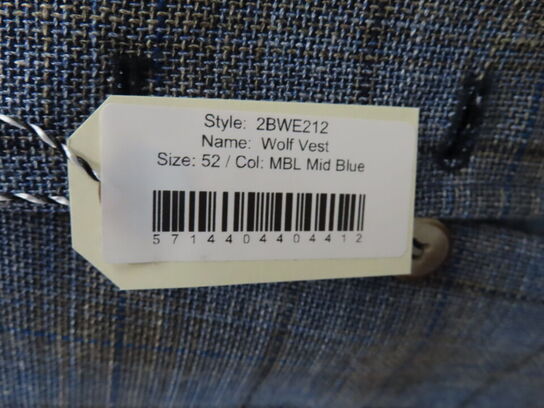 Style: 2BWE212
Name: Wolf Vest
Size: 52 / Col: MBL Mid Blue
5714404404412